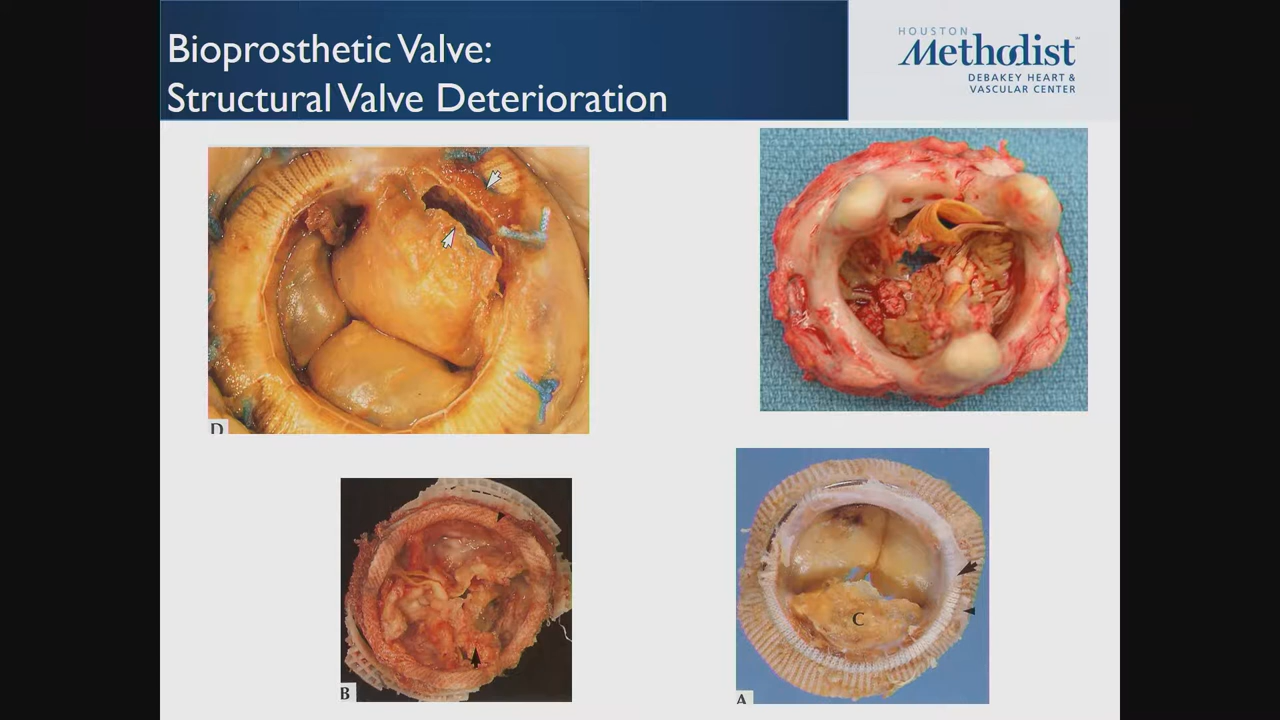 Bioprosthetic Valve:
Structural Valve Deterioration
HOUSTON
Methodist
DEBAKEY HEART &
VASCULAR CENTER
D
B
C
A